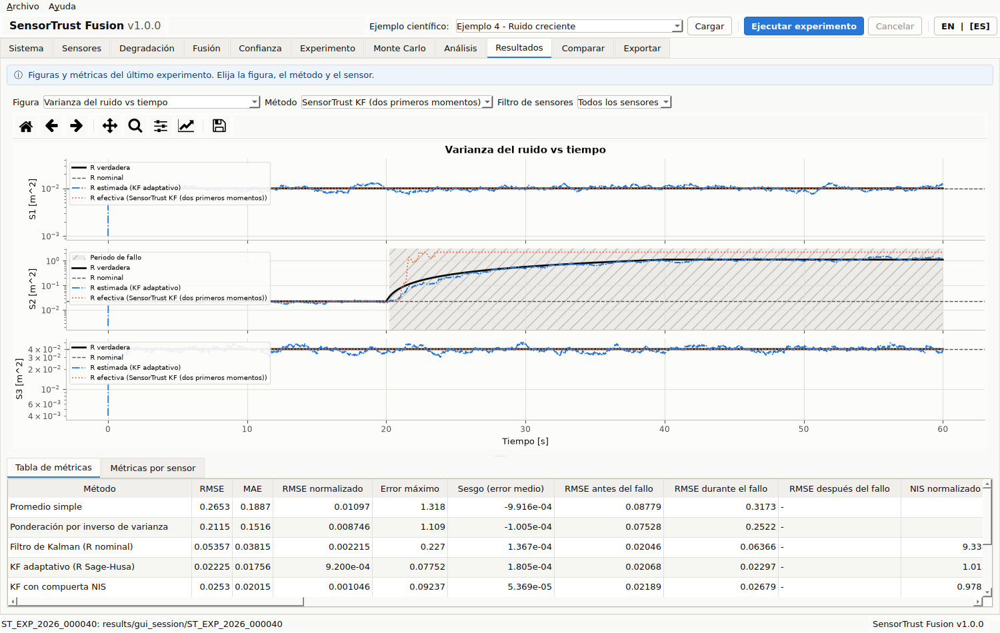 Archivo Ayuda
SensorTrust Fusion v1.0.0 Ejemplo científico: Ejemplo 4 - Ruido creciente Cargar Ejecutar experimento Cancelar EN | [ES]
Sistema Sensores Degradación Fusión Confianza Experimento Monte Carlo Análisis Resultados Comparar Exportar
ⓘ Figuras y métricas del último experimento. Elija la figura, el método y el sensor.
Figura Varianza del ruido vs tiempo Método SensorTrust KF (dos primeros momentos) Filtro de sensores Todos los sensores
Varianza del ruido vs tiempo
S1 [m^2]
10⁻²
10⁻³
R verdadera
R nominal
R estimada (KF adaptativo)
R efectiva (SensorTrust KF (dos primeros momentos))
S2 [m^2]
10⁰
10⁻¹
10⁻²
Periodo de fallo
R verdadera
R nominal
R estimada (KF adaptativo)
R efectiva (SensorTrust KF (dos primeros momentos))
S3 [m^2]
4 × 10⁻²
3 × 10⁻²
2 × 10⁻²
10⁻²
6 × 10⁻³
4 × 10⁻³
R verdadera
R nominal
R estimada (KF adaptativo)
R efectiva (SensorTrust KF (dos primeros momentos))
0 10 20 30 40 50 60
Tiempo [s]
Tabla de métricas Métricas por sensor
Método RMSE MAE RMSE normalizado Error máximo Sesgo (error medio) RMSE antes del fallo RMSE durante el fallo RMSE después del fallo NIS normalizado
Promedio simple 0.2653 0.1887 0.01097 1.318 -9.916e-04 0.08779 0.3173 -
Ponderación por inverso de varianza 0.2115 0.1516 0.008746 1.109 -1.005e-04 0.07528 0.2522 -
Filtro de Kalman (R nominal) 0.05357 0.03815 0.002215 0.227 1.367e-04 0.02046 0.06366 - 9.33
KF adaptativo (R Sage-Husa) 0.02225 0.01756 9.200e-04 0.07752 1.805e-04 0.02068 0.02297 - 1.01
KF con compuerta NIS 0.0253 0.02015 0.001046 0.09237 5.369e-05 0.02189 0.02679 - 0.978
ST_EXP_2026_000040: results/gui_session/ST_EXP_2026_000040 SensorTrust Fusion v1.0.0